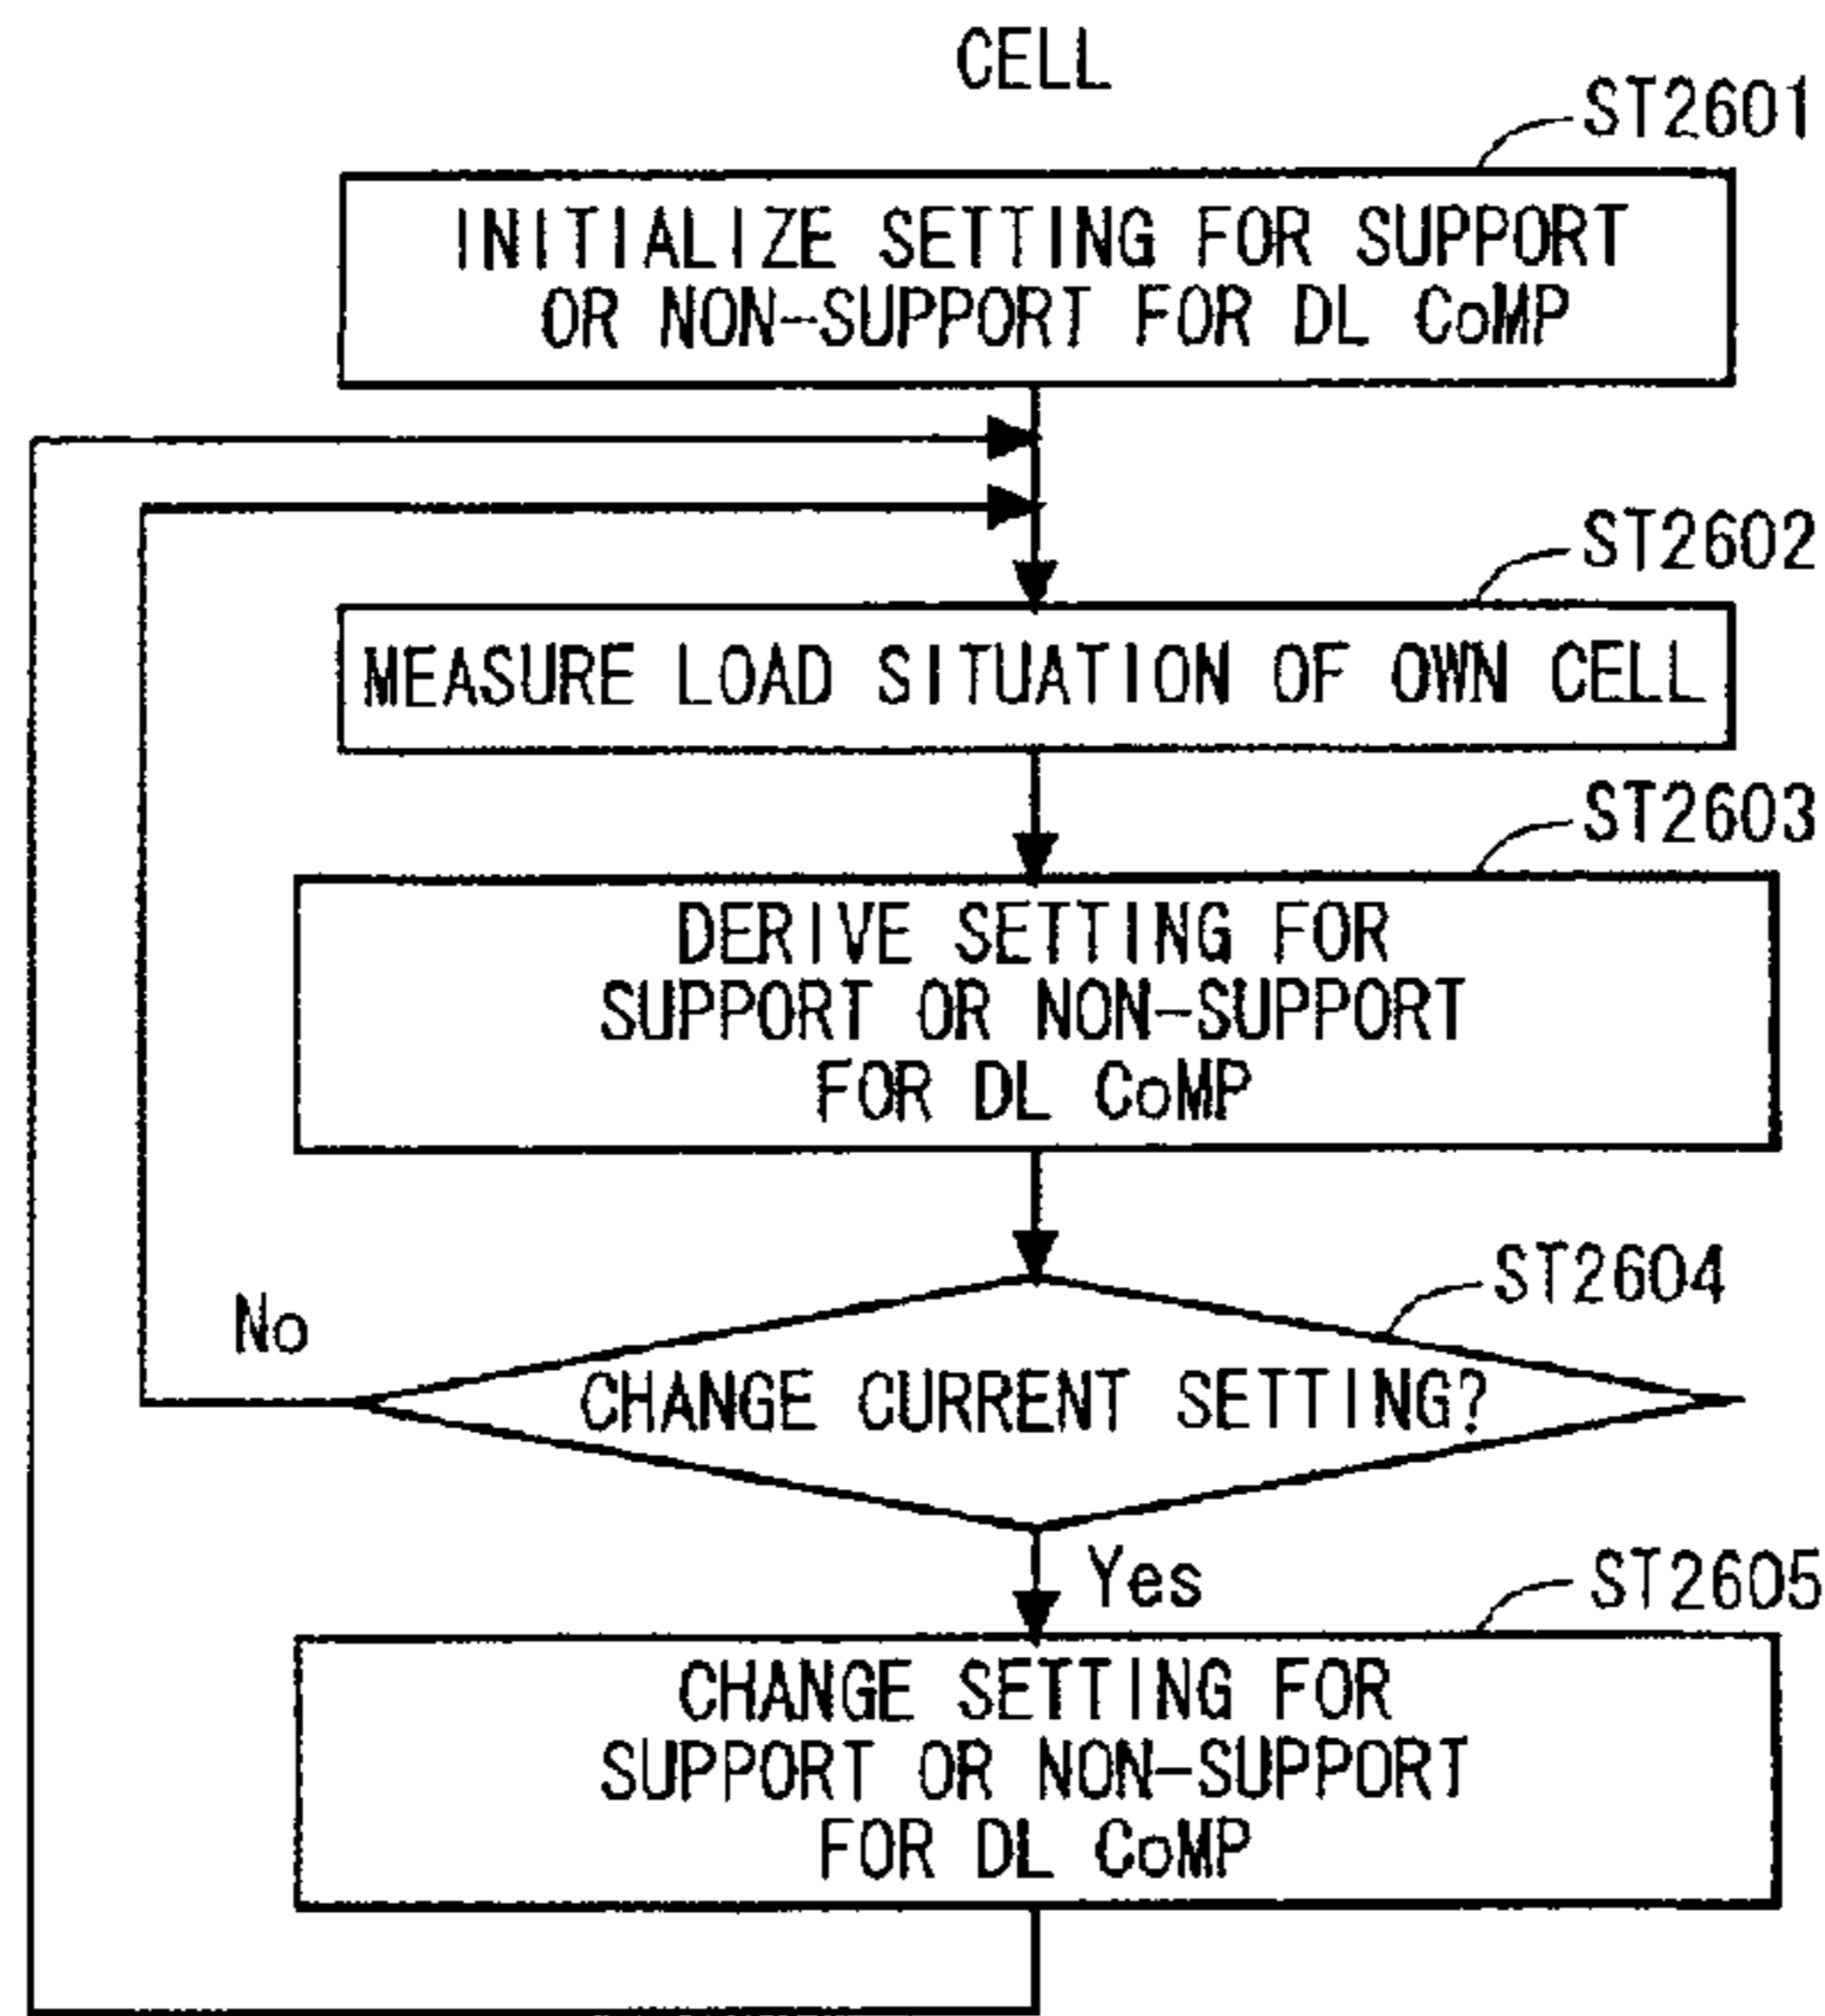 CELL
ST2601
INITIALIZE SETTING FOR SUPPORT
OR NON-SUPPORT FOR DL CoMP
ST2602
MEASURE LOAD SITUATION OF OWN CELL
ST2603
DERIVE SETTING FOR
SUPPORT OR NON-SUPPORT
FOR DL CoMP
ST2604
No
CHANGE CURRENT SETTING?
Yes
ST2605
CHANGE SETTING FOR
SUPPORT OR NON-SUPPORT
FOR DL CoMP